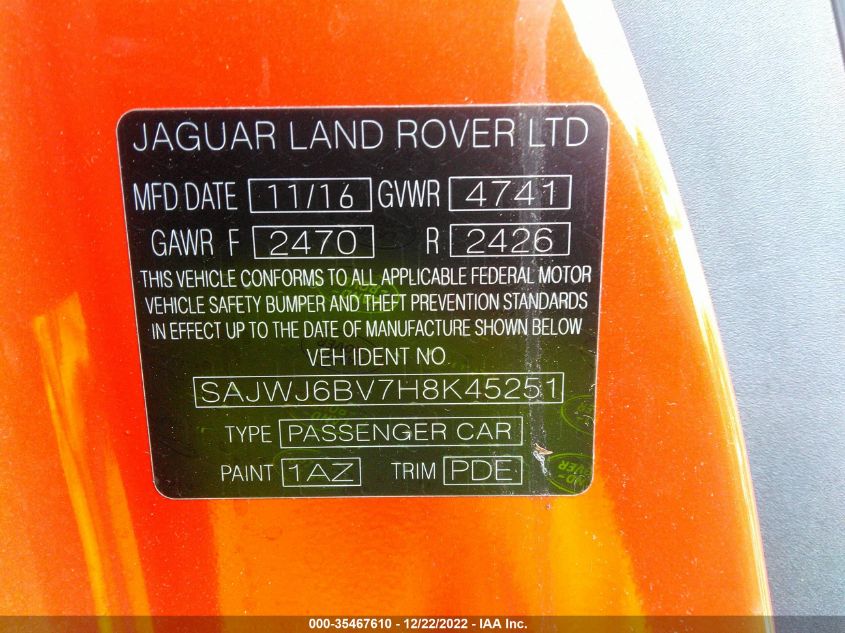 JAGUAR LAND ROVER LTD
MFD DATE 11/16 GVWR 4741
GAWR F 2470 R 2426
THIS VEHICLE CONFORMS TO ALL APPLICABLE FEDERAL MOTOR
VEHICLE SAFETY BUMPER AND THEFT PREVENTION STANDARDS
IN EFFECT UP TO THE DATE OF MANUFACTURE SHOWN BELOW
VEH IDENT NO
SAJWJ6BV7H8K45251
TYPE PASSENGER CAR
PAINT 1AZ TRIM PDE
000-35467610 - 12/22/2022 - IAA Inc.